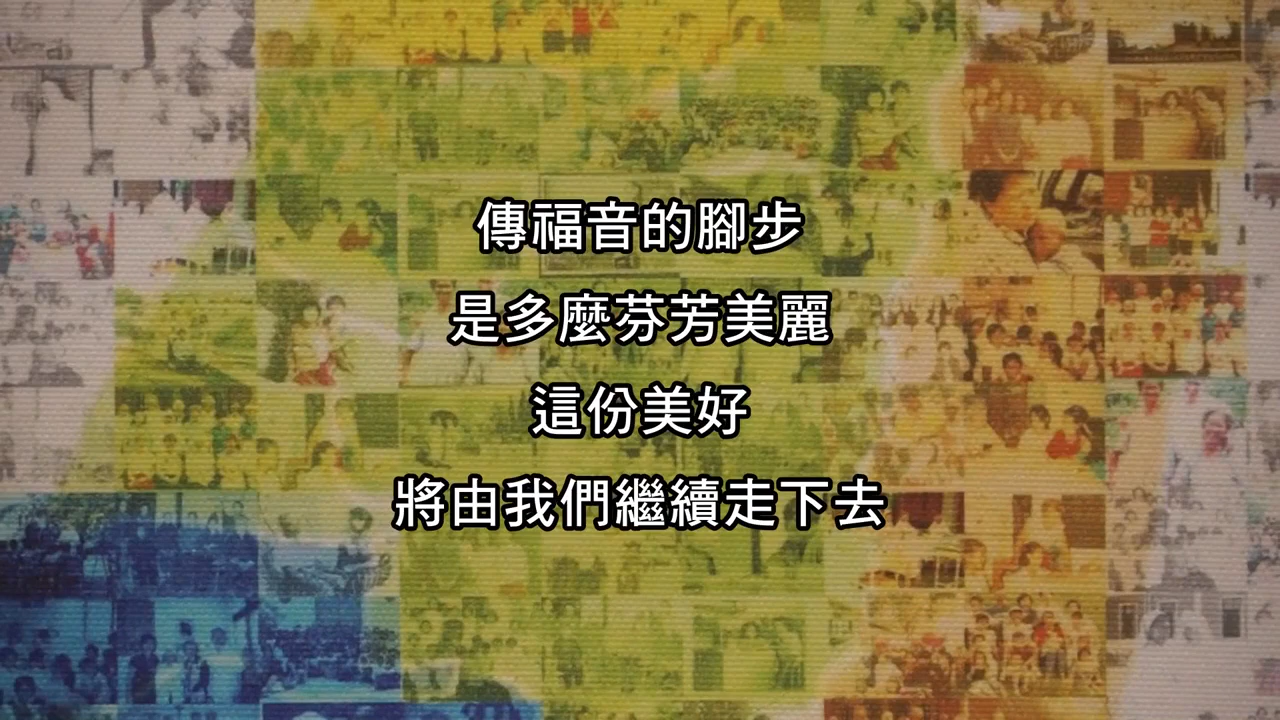 傳福音的腳步
是多麼芬芳美麗
這份美好
將由我們繼續走下去